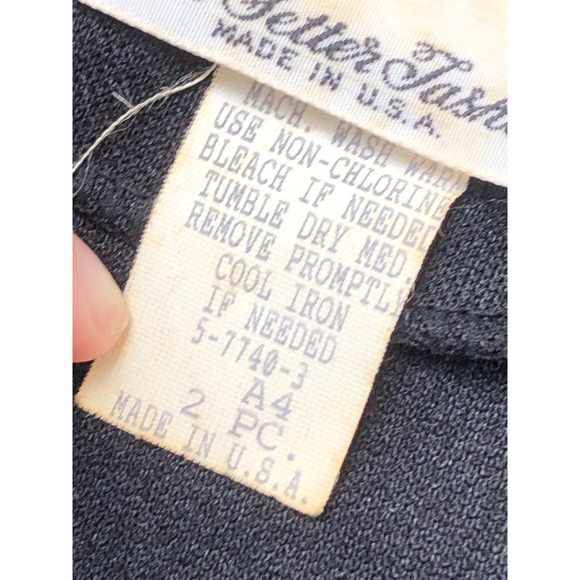 Better Fash
MADE IN U.S.A.
MACH. WASH WARM
USE NON-CHLORINE
BLEACH IF NEEDED
TUMBLE DRY MED.
REMOVE PROMPTLY
COOL IRON
IF NEEDED
5-7740-3
A4
2 PC.
MADE IN U.S.A.